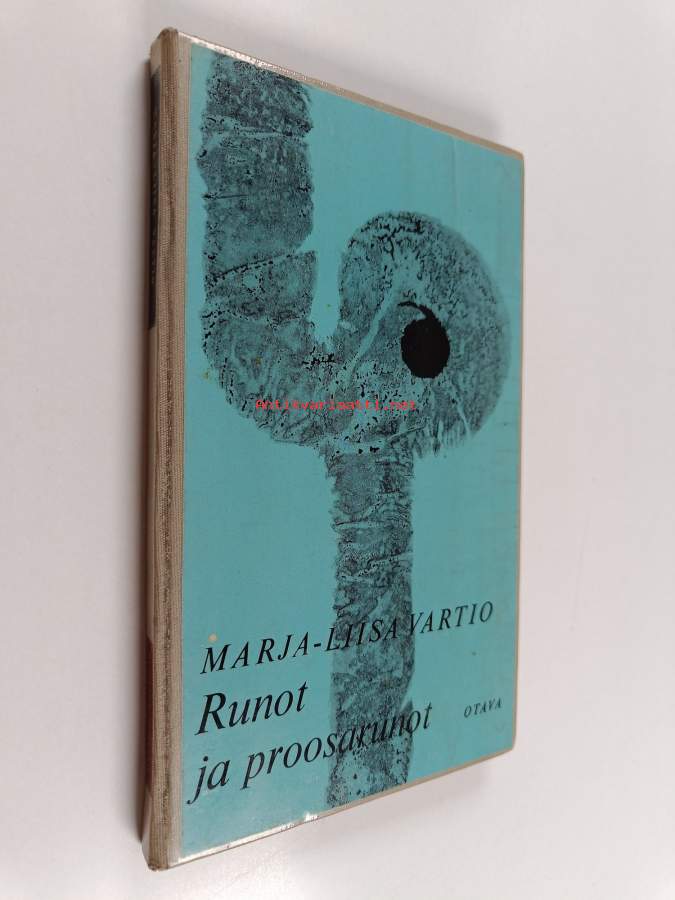 Antikvariaatti.net
MARJA-LIISA VARTIO
Runot
ja proosarunot
OTAVA